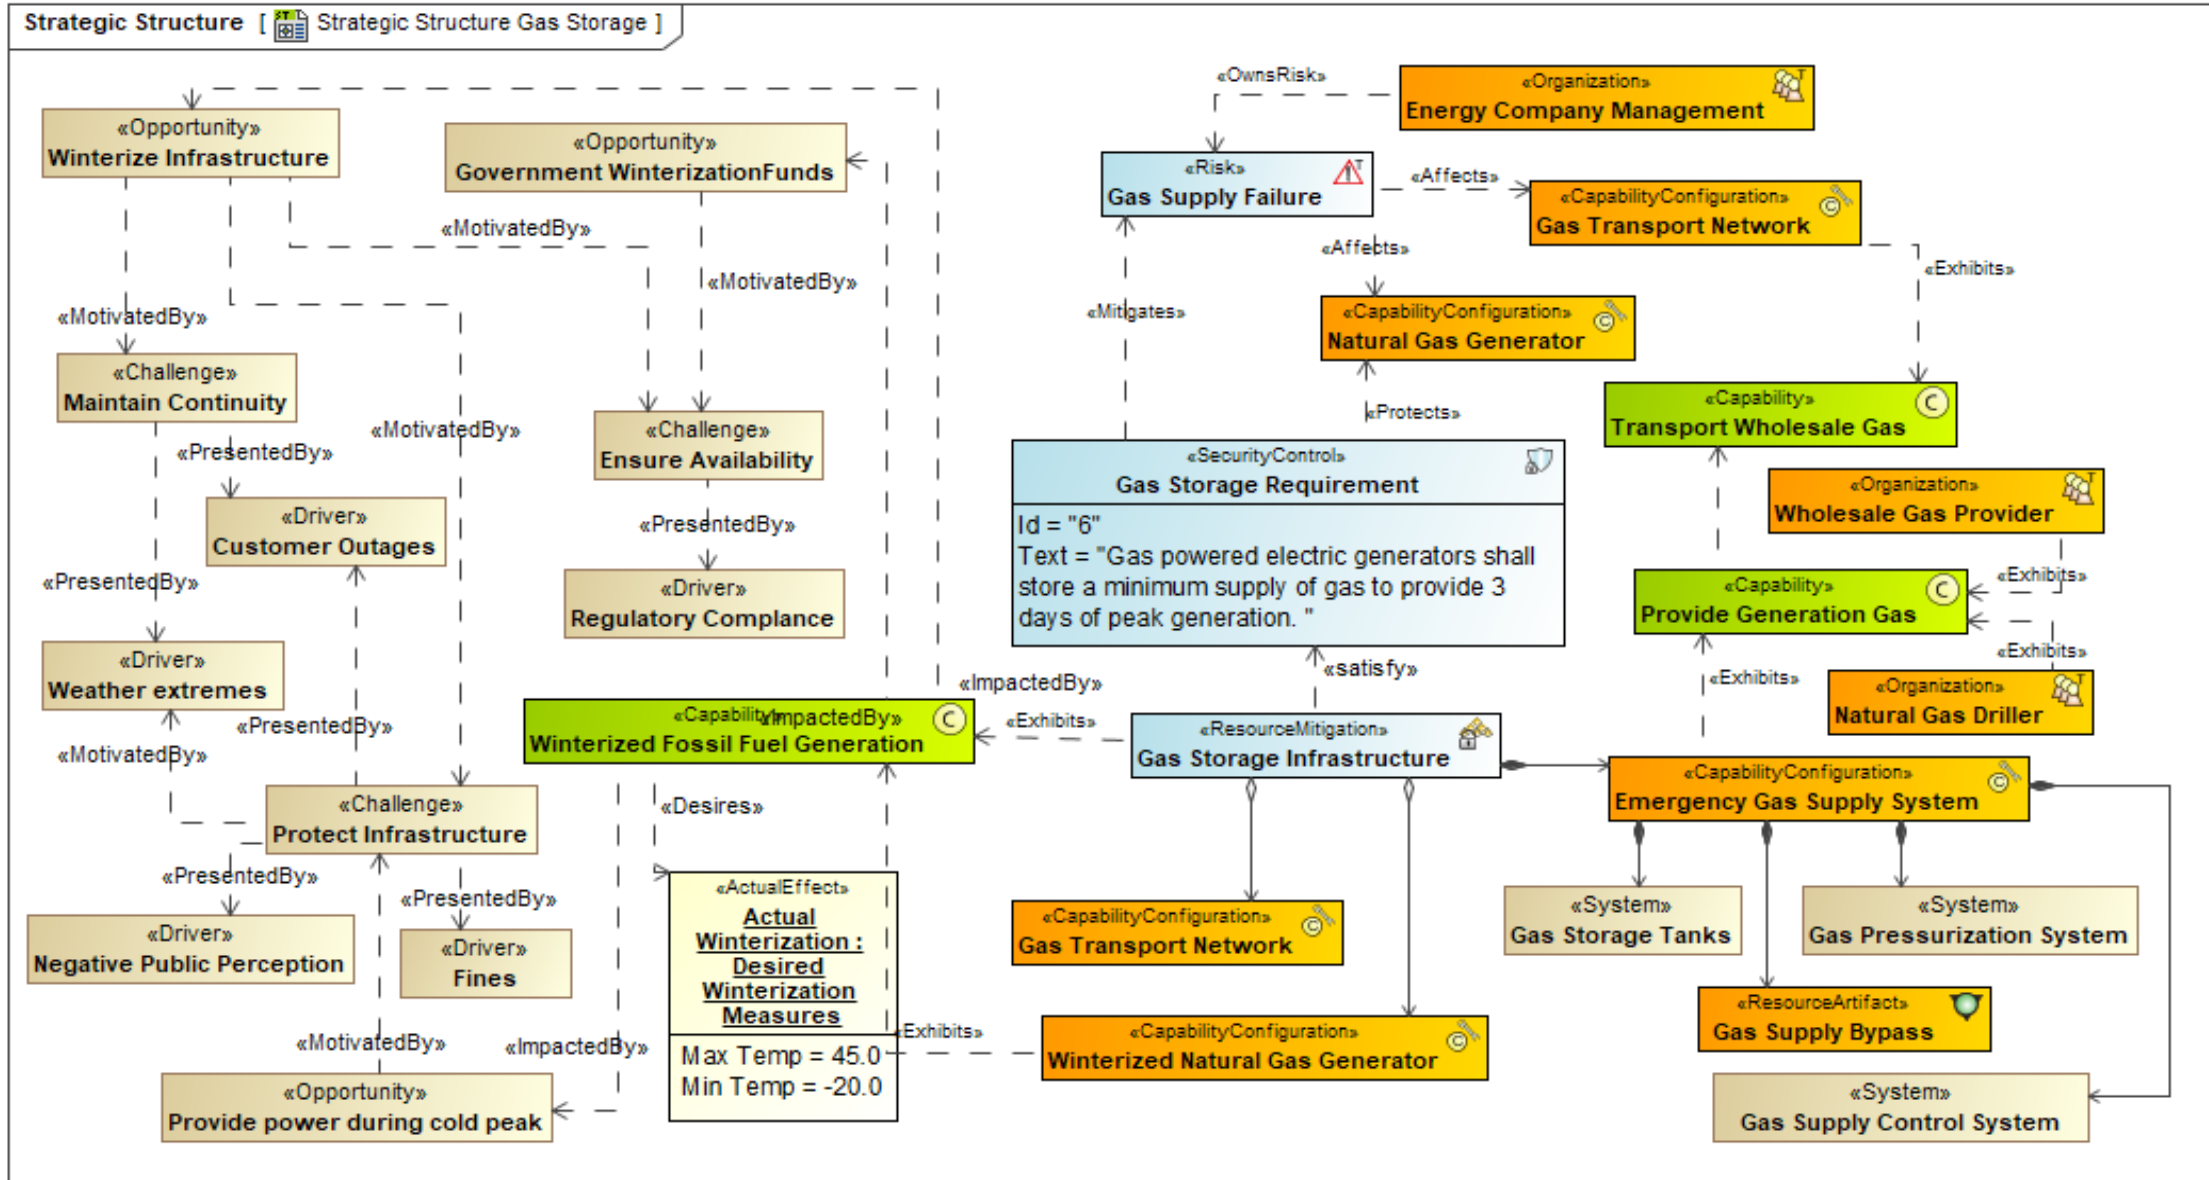 Strategic Structure [ Strategic Structure Gas Storage ]
«OwnsRisk»
«Organization»
Energy Company Management
«Opportunity»
Winterize Infrastructure
«Opportunity»
Government WinterizationFunds
«Risk»
Gas Supply Failure
«Affects»
«CapabilityConfiguration»
Gas Transport Network
«MotivatedBy»
«Affects»
«MotivatedBy»
«Exhibits»
«MotivatedBy»
«Mitigates»
«CapabilityConfiguration»
Natural Gas Generator
«Challenge»
Maintain Continuity
«MotivatedBy»
«Challenge»
Ensure Availability
«Protects»
«Capability»
Transport Wholesale Gas
«PresentedBy»
«SecurityControl»
Gas Storage Requirement
Id = "6"
Text = "Gas powered electric generators shall
store a minimum supply of gas to provide 3
days of peak generation. "
«Organization»
Wholesale Gas Provider
«Driver»
Customer Outages
«PresentedBy»
«PresentedBy»
«Driver»
Regulatory Compliance
«Exhibits»
«Capability»
Provide Generation Gas
«Exhibits»
«Driver»
Weather extremes
«satisfy»
«ImpactedBy»
«Exhibits»
«Organization»
Natural Gas Driller
«PresentedBy»
«MotivatedBy»
«Capability»
«ImpactedBy»
Winterized Fossil Fuel Generation
«Exhibits»
«ResourceMitigation»
Gas Storage Infrastructure
«CapabilityConfiguration»
Emergency Gas Supply System
«Challenge»
Protect Infrastructure
«Desires»
«PresentedBy»
«PresentedBy»
«ActualEffect»
Actual
Winterization :
Desired
Winterization
Measures
Max Temp = 45.0
Min Temp = -20.0
«CapabilityConfiguration»
Gas Transport Network
«System»
Gas Storage Tanks
«System»
Gas Pressurization System
«Driver»
Negative Public Perception
«Driver»
Fines
«ResourceArtifact»
Gas Supply Bypass
«MotivatedBy»
«ImpactedBy»
«Exhibits»
«CapabilityConfiguration»
Winterized Natural Gas Generator
«Opportunity»
Provide power during cold peak
«System»
Gas Supply Control System